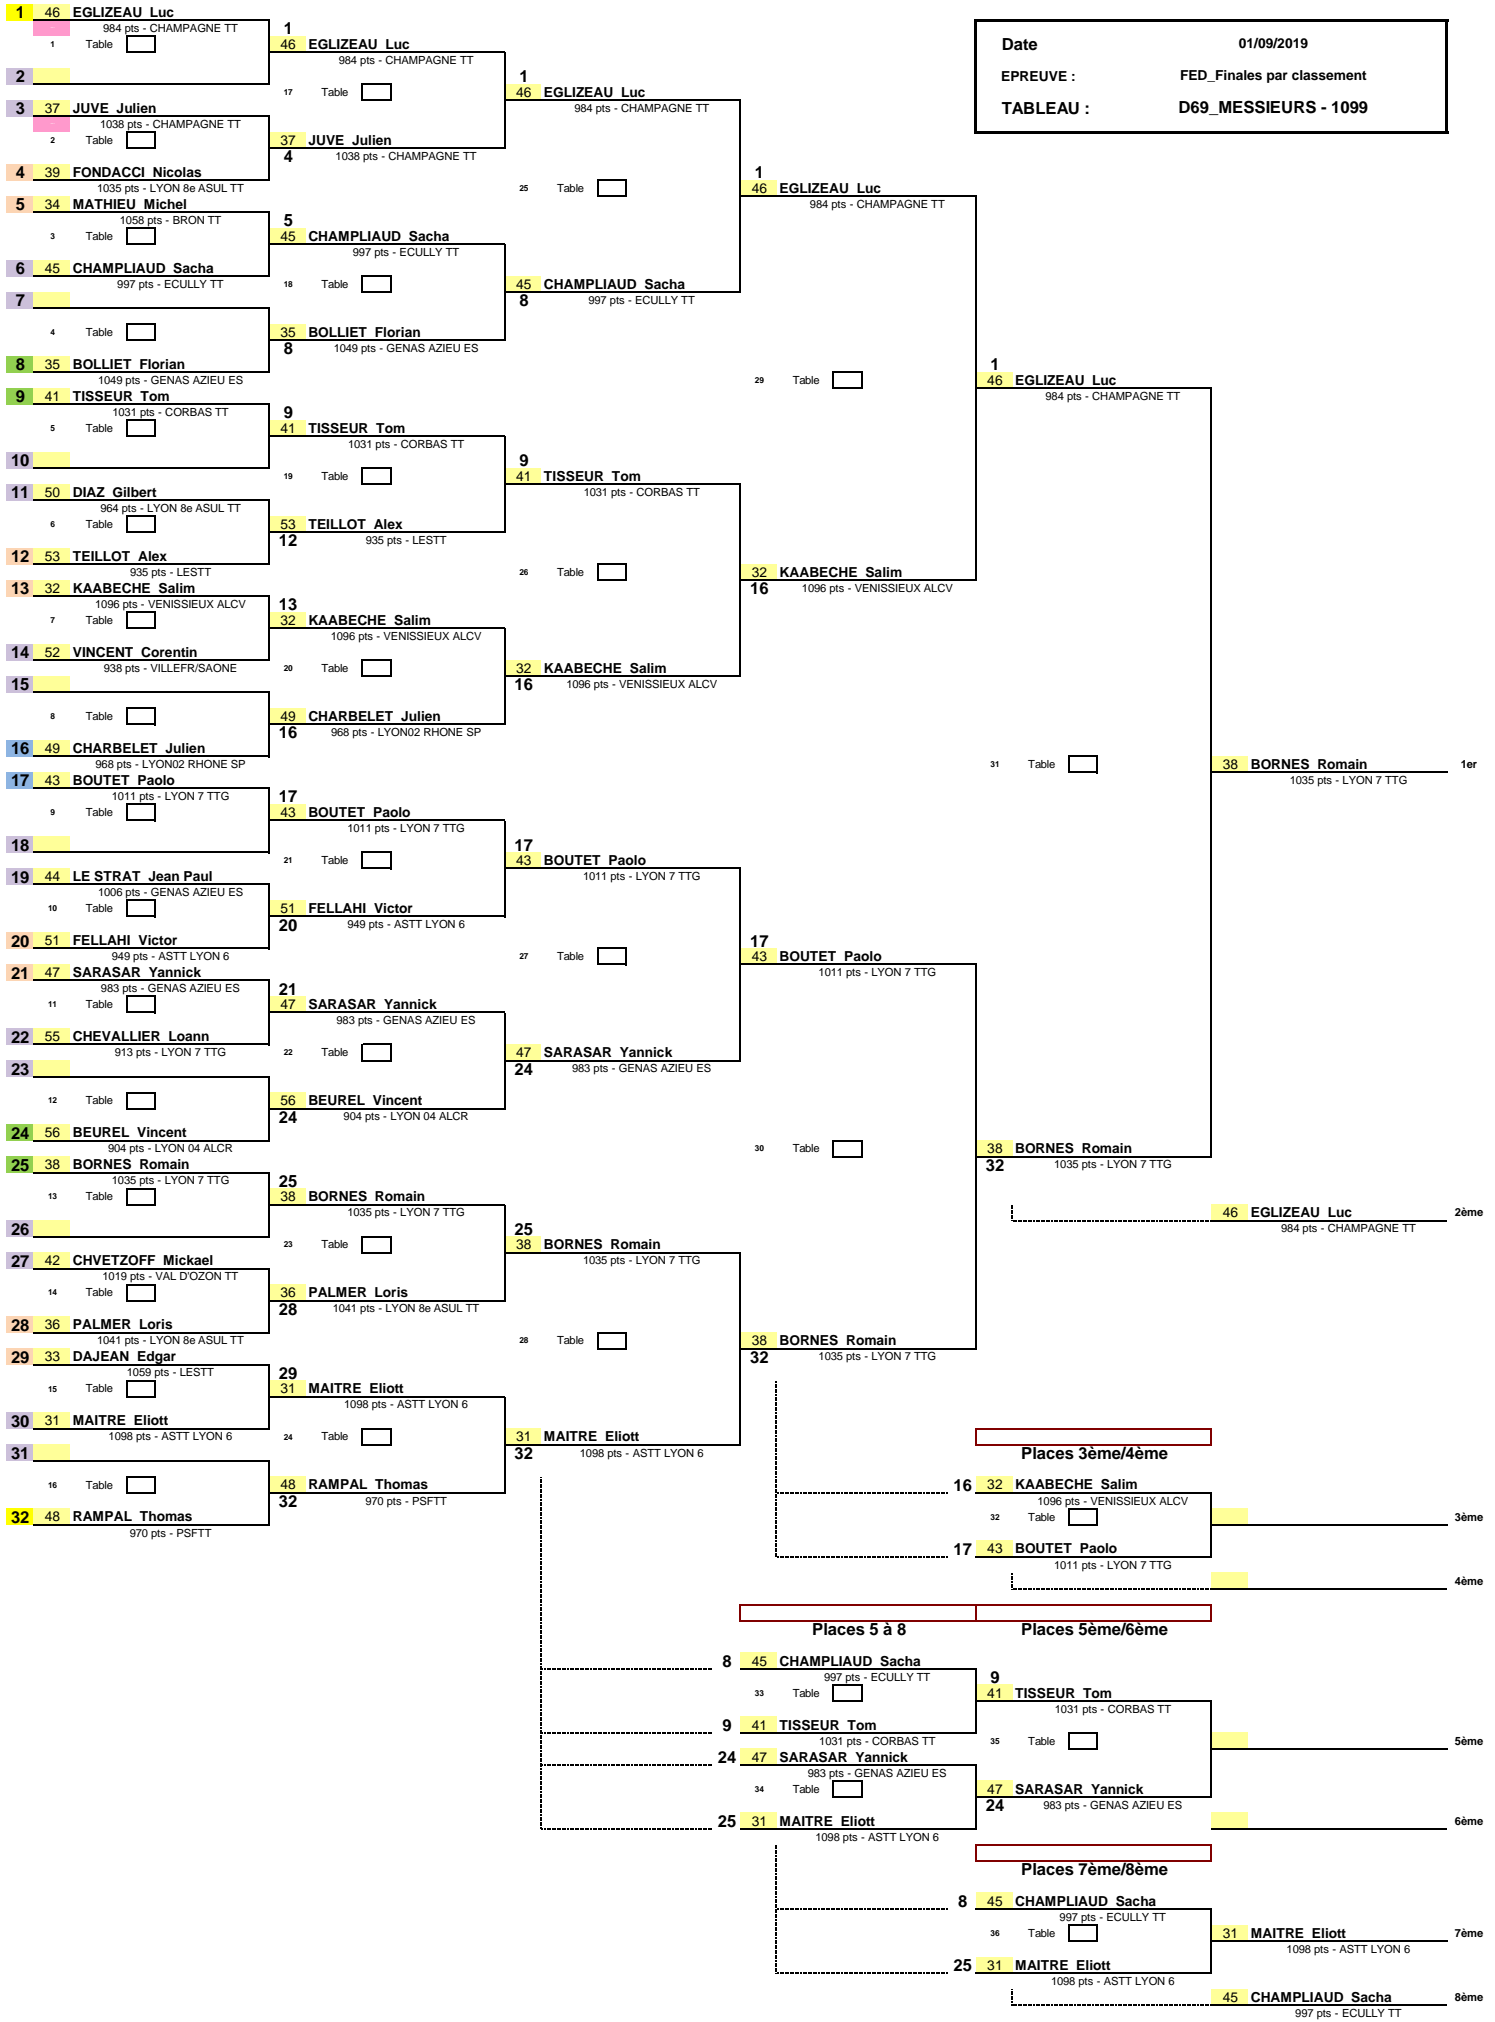 1 46 EGLIZEAU Luc
984 pts - CHAMPAGNE TT
1 Table
2
3 37 JUVE Julien
1038 pts - CHAMPAGNE TT
2 Table
4 39 FONDACCI Nicolas
1035 pts - LYON 8e ASUL TT
5 34 MATHIEU Michel
1058 pts - BRON TT
3 Table
6 45 CHAMPLIAUD Sacha
997 pts - ECULLY TT
7
4 Table
8 35 BOLLIET Florian
1049 pts - GENAS AZIEU ES
9 41 TISSEUR Tom
1031 pts - CORBAS TT
5 Table
10
11 50 DIAZ Gilbert
964 pts - LYON 8e ASUL TT
6 Table
12 53 TEILLOT Alex
935 pts - LESTT
13 32 KAABECHE Salim
1096 pts - VENISSIEUX ALCV
7 Table
14 52 VINCENT Corentin
938 pts - VILLEFR/SAONE
15
8 Table
16 49 CHARBELET Julien
968 pts - LYON02 RHONE SP
17 43 BOUTET Paolo
1011 pts - LYON 7 TTG
9 Table
18
19 44 LE STRAT Jean Paul
1006 pts - GENAS AZIEU ES
10 Table
20 51 FELLAHI Victor
949 pts - ASTT LYON 6
21 47 SARASAR Yannick
983 pts - GENAS AZIEU ES
11 Table
22 55 CHEVALLIER Loann
913 pts - LYON 7 TTG
23
12 Table
24 56 BEUREL Vincent
904 pts - LYON 04 ALCR
25 38 BORNES Romain
1035 pts - LYON 7 TTG
13 Table
26
27 42 CHVETZOFF Mickael
1019 pts - VAL D'OZON TT
14 Table
28 36 PALMER Loris
1041 pts - LYON 8e ASUL TT
29 33 DAJEAN Edgar
1059 pts - LESTT
15 Table
30 31 MAITRE Eliott
1098 pts - ASTT LYON 6
31
16 Table
32 48 RAMPAL Thomas
970 pts - PSFTT
1
46 EGLIZEAU Luc
984 pts - CHAMPAGNE TT
17 Table
37 JUVE Julien
4 1038 pts - CHAMPAGNE TT
5
45 CHAMPLIAUD Sacha
997 pts - ECULLY TT
18 Table
35 BOLLIET Florian
8 1049 pts - GENAS AZIEU ES
9
41 TISSEUR Tom
1031 pts - CORBAS TT
19 Table
53 TEILLOT Alex
12 935 pts - LESTT
13
32 KAABECHE Salim
1096 pts - VENISSIEUX ALCV
20 Table
49 CHARBELET Julien
16 968 pts - LYON02 RHONE SP
17
43 BOUTET Paolo
1011 pts - LYON 7 TTG
21 Table
51 FELLAHI Victor
20 949 pts - ASTT LYON 6
21
47 SARASAR Yannick
983 pts - GENAS AZIEU ES
22 Table
56 BEUREL Vincent
24 904 pts - LYON 04 ALCR
25
38 BORNES Romain
1035 pts - LYON 7 TTG
23 Table
36 PALMER Loris
28 1041 pts - LYON 8e ASUL TT
29
31 MAITRE Eliott
1098 pts - ASTT LYON 6
24 Table
48 RAMPAL Thomas
32 970 pts - PSFTT
1
46 EGLIZEAU Luc
984 pts - CHAMPAGNE TT
25 Table
45 CHAMPLIAUD Sacha
8 997 pts - ECULLY TT
9
41 TISSEUR Tom
1031 pts - CORBAS TT
26 Table
32 KAABECHE Salim
16 1096 pts - VENISSIEUX ALCV
17
43 BOUTET Paolo
1011 pts - LYON 7 TTG
27 Table
47 SARASAR Yannick
24 983 pts - GENAS AZIEU ES
25
38 BORNES Romain
1035 pts - LYON 7 TTG
28 Table
31 MAITRE Eliott
32 1098 pts - ASTT LYON 6
1
46 EGLIZEAU Luc
984 pts - CHAMPAGNE TT
29 Table
32 KAABECHE Salim
16 1096 pts - VENISSIEUX ALCV
17
43 BOUTET Paolo
1011 pts - LYON 7 TTG
30 Table
38 BORNES Romain
32 1035 pts - LYON 7 TTG
Date 01/09/2019
EPREUVE : FED_Finales par classement
TABLEAU : D69_MESSIEURS - 1099
1
46 EGLIZEAU Luc
984 pts - CHAMPAGNE TT
31 Table
38 BORNES Romain
32 1035 pts - LYON 7 TTG
38 BORNES Romain 1er
1035 pts - LYON 7 TTG
46 EGLIZEAU Luc 2ème
984 pts - CHAMPAGNE TT
Places 3ème/4ème
16 32 KAABECHE Salim
1096 pts - VENISSIEUX ALCV
32 Table
3ème
17 43 BOUTET Paolo
1011 pts - LYON 7 TTG
4ème
Places 5 à 8
8 45 CHAMPLIAUD Sacha
997 pts - ECULLY TT
33 Table
9 41 TISSEUR Tom
1031 pts - CORBAS TT
24 47 SARASAR Yannick
983 pts - GENAS AZIEU ES
34 Table
25 31 MAITRE Eliott
1098 pts - ASTT LYON 6
Places 5ème/6ème
9
41 TISSEUR Tom
1031 pts - CORBAS TT
35 Table
5ème
47 SARASAR Yannick
24 983 pts - GENAS AZIEU ES
6ème
Places 7ème/8ème
8 45 CHAMPLIAUD Sacha
997 pts - ECULLY TT
36 Table
25 31 MAITRE Eliott
1098 pts - ASTT LYON 6
31 MAITRE Eliott 7ème
1098 pts - ASTT LYON 6
45 CHAMPLIAUD Sacha 8ème
997 pts - ECULLY TT